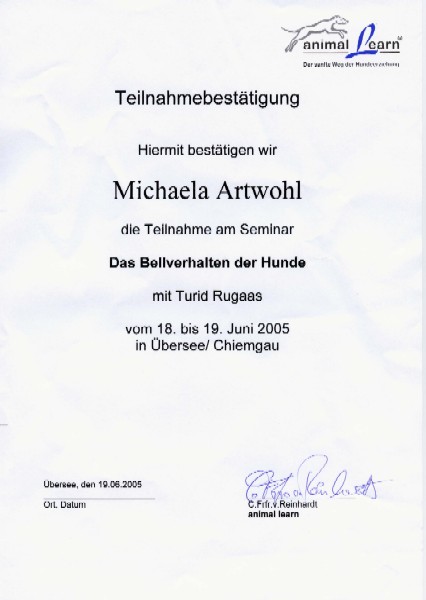 animal Learn
Der sanfte Weg der Hundeerziehung
Teilnahmebestätigung
Hiermit bestätigen wir
Michaela Artwohl
die Teilnahme am Seminar
Das Bellverhalten der Hunde
mit Turid Rugaas
vom 18. bis 19. Juni 2005
in Übersee/ Chiemgau
Übersee, den 19.06.2005
Ort. Datum
C.Frfr.v.Reinhardt
animal learn